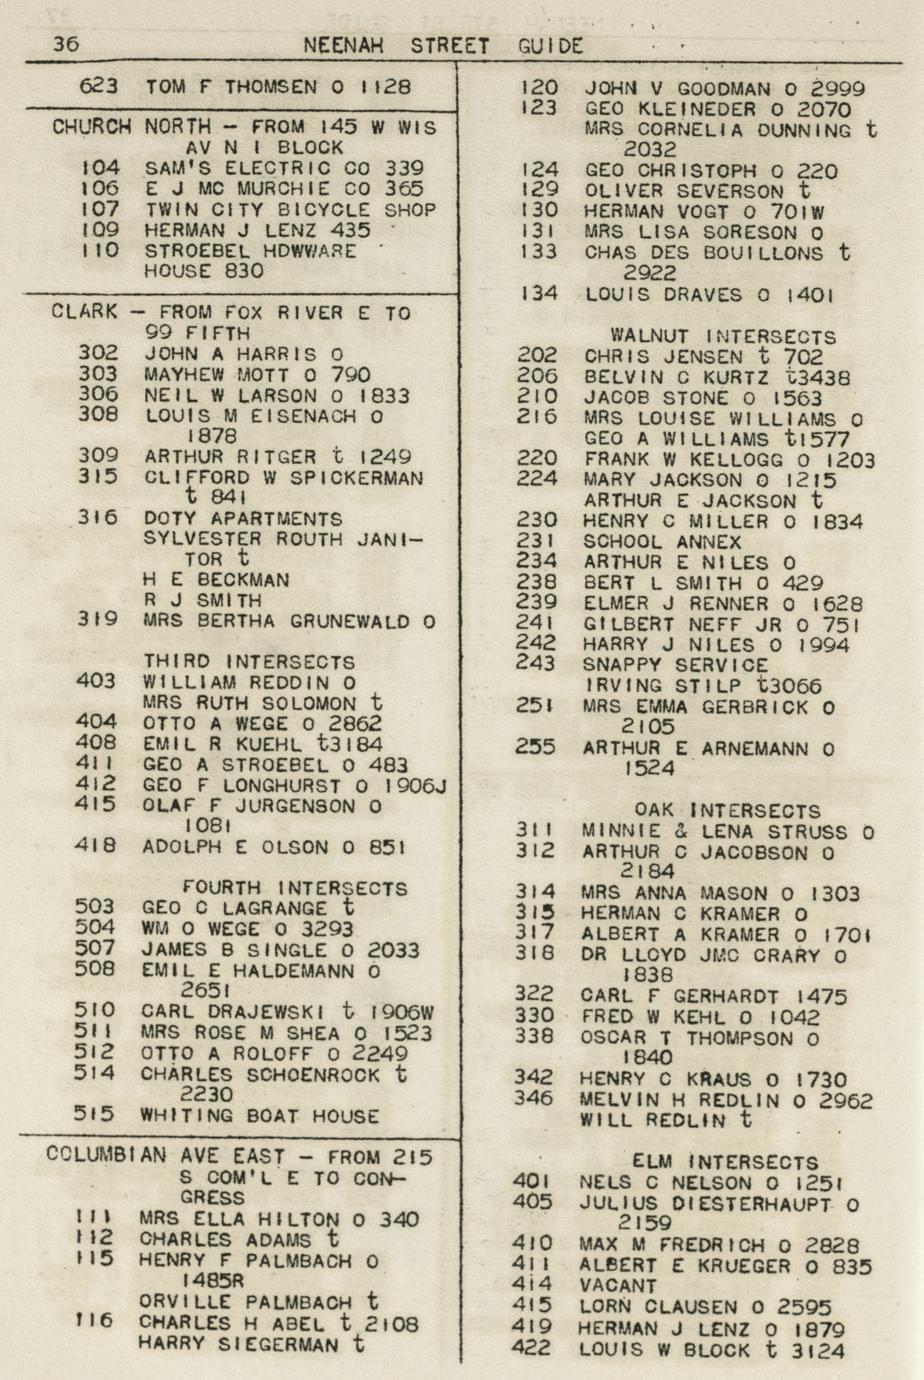 36 NEENAH STREET GUIDE
623 TOM F THOMSEN O 1128
CHURCH NORTH — FROM 145 W WIS
AV N I BLOCK
104 SAM'S ELECTRIC CO 339
106 E J MC MURCHIE CO 365
107 TWIN CITY BICYCLE SHOP
109 HERMAN J LENZ 435
110 STROEBEL HDWWARE
HOUSE 830
CLARK — FROM FOX RIVER E TO
99 FIFTH
302 JOHN A HARRIS O
303 MAYHEW MOTT O 790
306 NEIL W LARSON O 1833
308 LOUIS M EISENACH O
1878
309 ARTHUR RITGER t 1249
315 CLIFFORD W SPICKERMAN
t 841
316 DOTY APARTMENTS
SYLVESTER ROUTH JANI—
TOR t
H E BECKMAN
R J SMITH
319 MRS BERTHA GRUNEWALD O
THIRD INTERSECTS
403 WILLIAM REDDIN O
MRS RUTH SOLOMON t
404 OTTO A WEGE O 2862
408 EMIL R KUEHL t3184
411 GEO A STROEBEL O 483
412 GEO F LONGHURST O 1906J
415 OLAF F JURGENSON O
1081
418 ADOLPH E OLSON O 851
FOURTH INTERSECTS
503 GEO C LAGRANGE t
504 WM O WEGE O 3293
507 JAMES B SINGLE O 2033
508 EMIL E HALDEMANN O
2651
510 CARL DRAJEWSKI t 1906W
511 MRS ROSE M SHEA O 1523
512 OTTO A ROLOFF O 2249
514 CHARLES SCHOENROCK t
2230
515 WHITING BOAT HOUSE
COLUMBIAN AVE EAST — FROM 215
S COM'L E TO CON—
GRESS
111 MRS ELLA HILTON O 340
112 CHARLES ADAMS t
115 HENRY F PALMBACH O
1485R
ORVILLE PALMBACH t
116 CHARLES H ABEL t 2108
HARRY SIEGERMAN t
120 JOHN V GOODMAN O 2999
123 GEO KLEINEDER O 2070
MRS CORNELIA DUNNING t
2032
124 GEO CHRISTOPH O 220
129 OLIVER SEVERSON t
130 HERMAN VOGT O 701W
131 MRS LISA SORESON O
133 CHAS DES BOUILLONS t
2922
134 LOUIS DRAVES O 1401
WALNUT INTERSECTS
202 CHRIS JENSEN t 702
206 BELVIN C KURTZ t3438
210 JACOB STONE O 1563
216 MRS LOUISE WILLIAMS O
GEO A WILLIAMS t1577
220 FRANK W KELLOGG O 1203
224 MARY JACKSON O 1215
ARTHUR E JACKSON t
230 HENRY C MILLER O 1834
231 SCHOOL ANNEX
234 ARTHUR E NILES O
238 BERT L SMITH O 429
239 ELMER J RENNER O 1628
241 GILBERT NEFF JR O 751
242 HARRY J NILES O 1994
243 SNAPPY SERVICE
IRVING STILP t3066
251 MRS EMMA GERBRICK O
2105
255 ARTHUR E ARNEMANN O
1524
OAK INTERSECTS
311 MINNIE & LENA STRUSS O
312 ARTHUR C JACOBSON O
2184
314 MRS ANNA MASON O 1303
315 HERMAN C KRAMER O
317 ALBERT A KRAMER O 1701
318 DR LLOYD JMC CRARY O
1838
322 CARL F GERHARDT 1475
330 FRED W KEHL O 1042
338 OSCAR T THOMPSON O
1840
342 HENRY C KRAUS O 1730
346 MELVIN H REDLIN O 2962
WILL REDLIN t
ELM INTERSECTS
401 NELS C NELSON O 1251
405 JULIUS DIESTERHAUPT O
2159
410 MAX M FREDRICH O 2828
411 ALBERT E KRUEGER O 835
414 VACANT
415 LORN CLAUSEN O 2595
419 HERMAN J LENZ O 1879
422 LOUIS W BLOCK t 3124